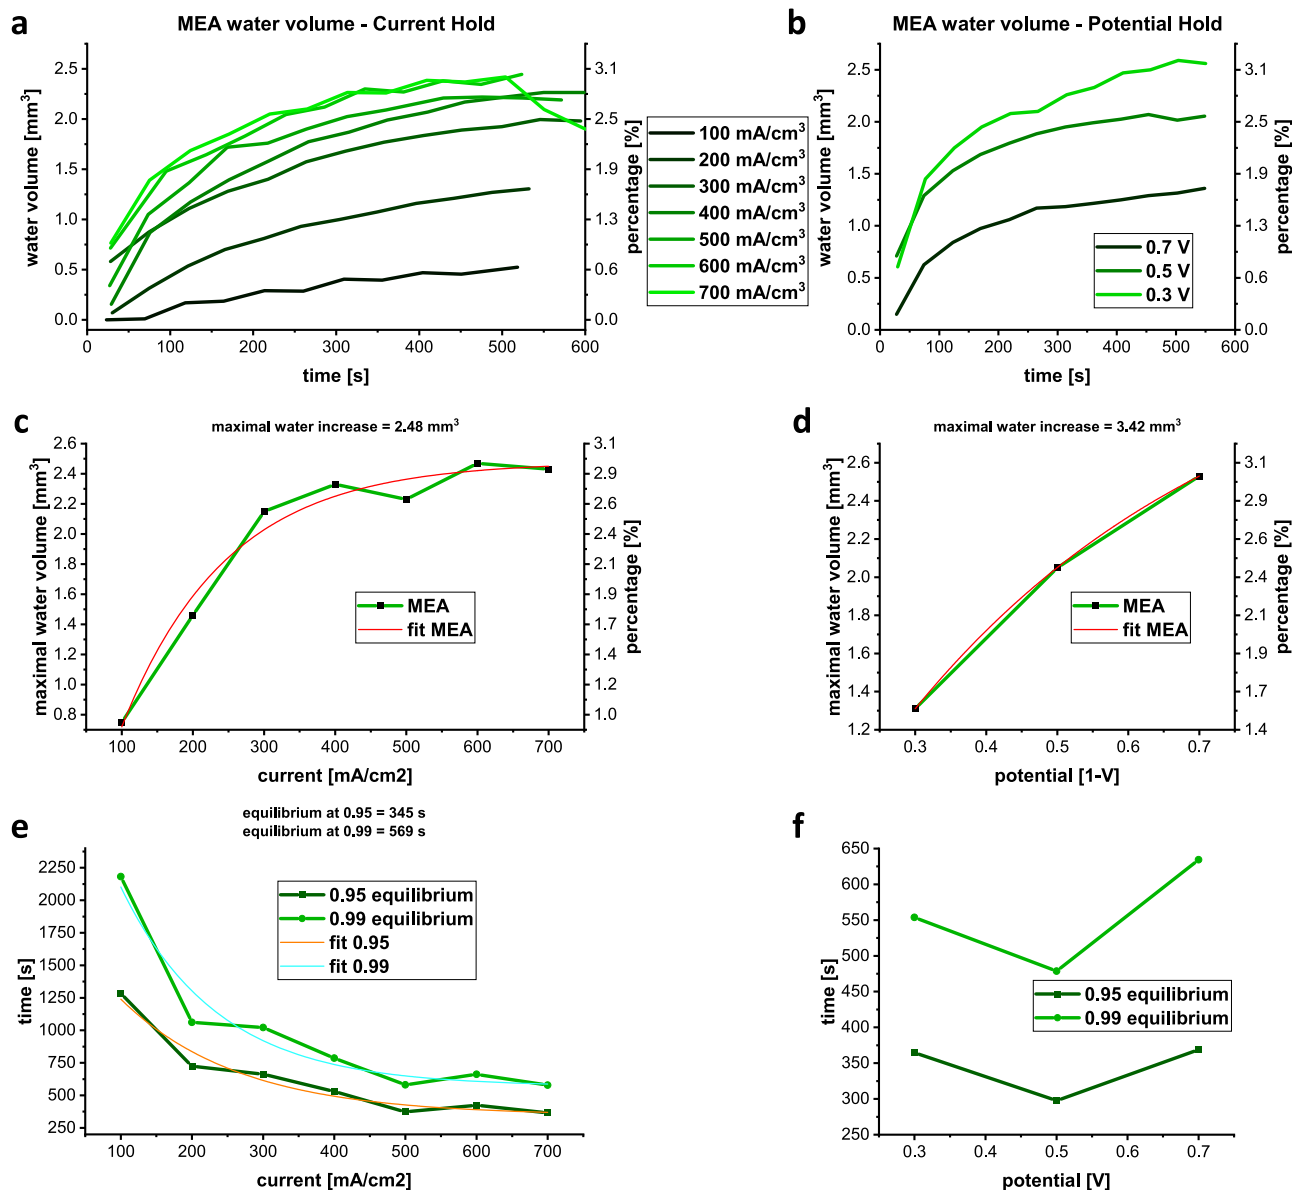 a
MEA water volume - Current Hold
water volume [mm³]
2.5
2.0
1.5
1.0
0.5
0.0
0
100
200
300
400
500
600
time [s]
3.1
2.5
1.9
1.3
0.6
0.0
percentage [%]
100 mA/cm³
200 mA/cm³
300 mA/cm³
400 mA/cm³
500 mA/cm³
600 mA/cm³
700 mA/cm³
b
MEA water volume - Potential Hold
water volume [mm³]
2.5
2.0
1.5
1.0
0.5
0.0
0
100
200
300
400
500
600
time [s]
3.1
2.5
1.9
1.3
0.6
0.0
percentage [%]
0.7 V
0.5 V
0.3 V
c
maximal water increase = 2.48 mm³
maximal water volume [mm³]
2.6
2.4
2.2
2.0
1.8
1.6
1.4
1.2
1.0
0.8
100
200
300
400
500
600
700
current [mA/cm2]
3.1
2.9
2.6
2.4
2.1
1.9
1.7
1.4
1.2
1.0
percentage [%]
MEA
fit MEA
d
maximal water increase = 3.42 mm³
maximal water volume [mm³]
2.6
2.4
2.2
2.0
1.8
1.6
1.4
1.2
0.3
0.4
0.5
0.6
0.7
potential [1-V]
3.1
2.9
2.6
2.4
2.1
1.9
1.7
1.4
percentage [%]
MEA
fit MEA
e
equilibrium at 0.95 = 345 s
equilibrium at 0.99 = 569 s
time [s]
2250
2000
1750
1500
1250
1000
750
500
250
100
200
300
400
500
600
700
current [mA/cm2]
0.95 equilibrium
0.99 equilibrium
fit 0.95
fit 0.99
f
time [s]
650
600
550
500
450
400
350
300
250
0.3
0.4
0.5
0.6
0.7
potential [V]
0.95 equilibrium
0.99 equilibrium